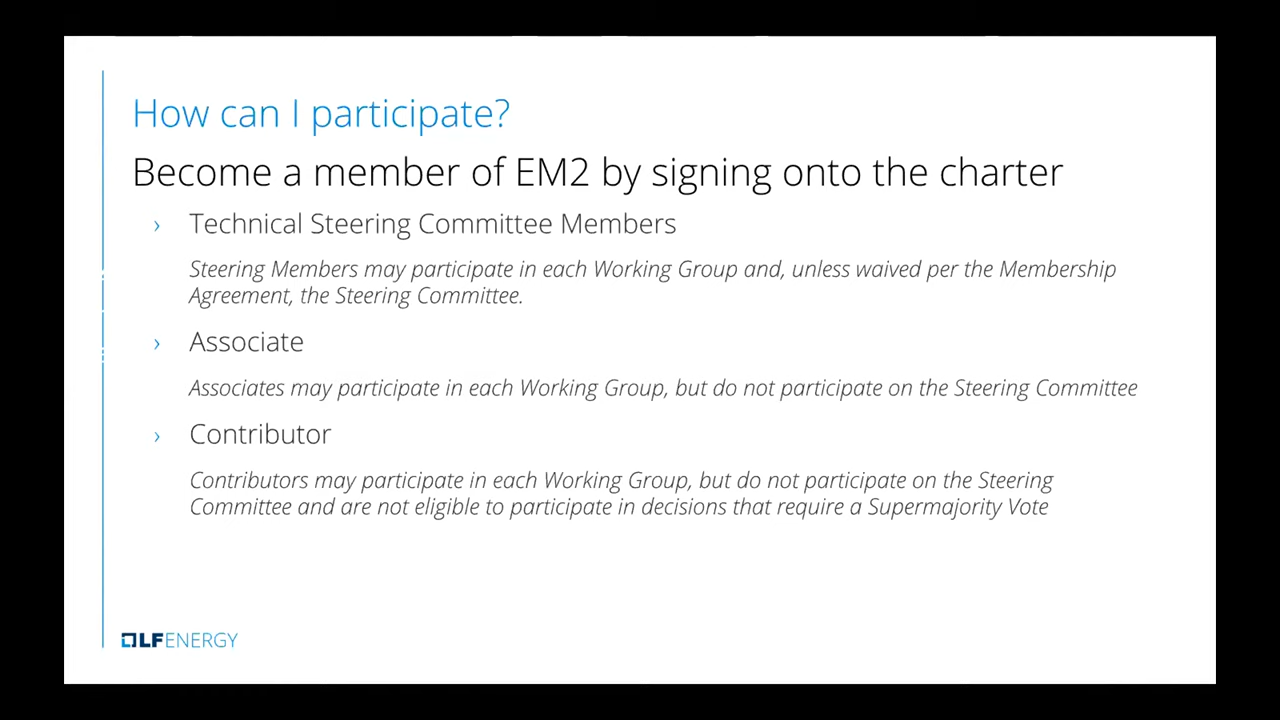 How can I participate?
Become a member of EM2 by signing onto the charter
› Technical Steering Committee Members
Steering Members may participate in each Working Group and, unless waived per the Membership
Agreement, the Steering Committee.
› Associate
Associates may participate in each Working Group, but do not participate on the Steering Committee
› Contributor
Contributors may participate in each Working Group, but do not participate on the Steering
Committee and are not eligible to participate in decisions that require a Supermajority Vote
LFENERGY